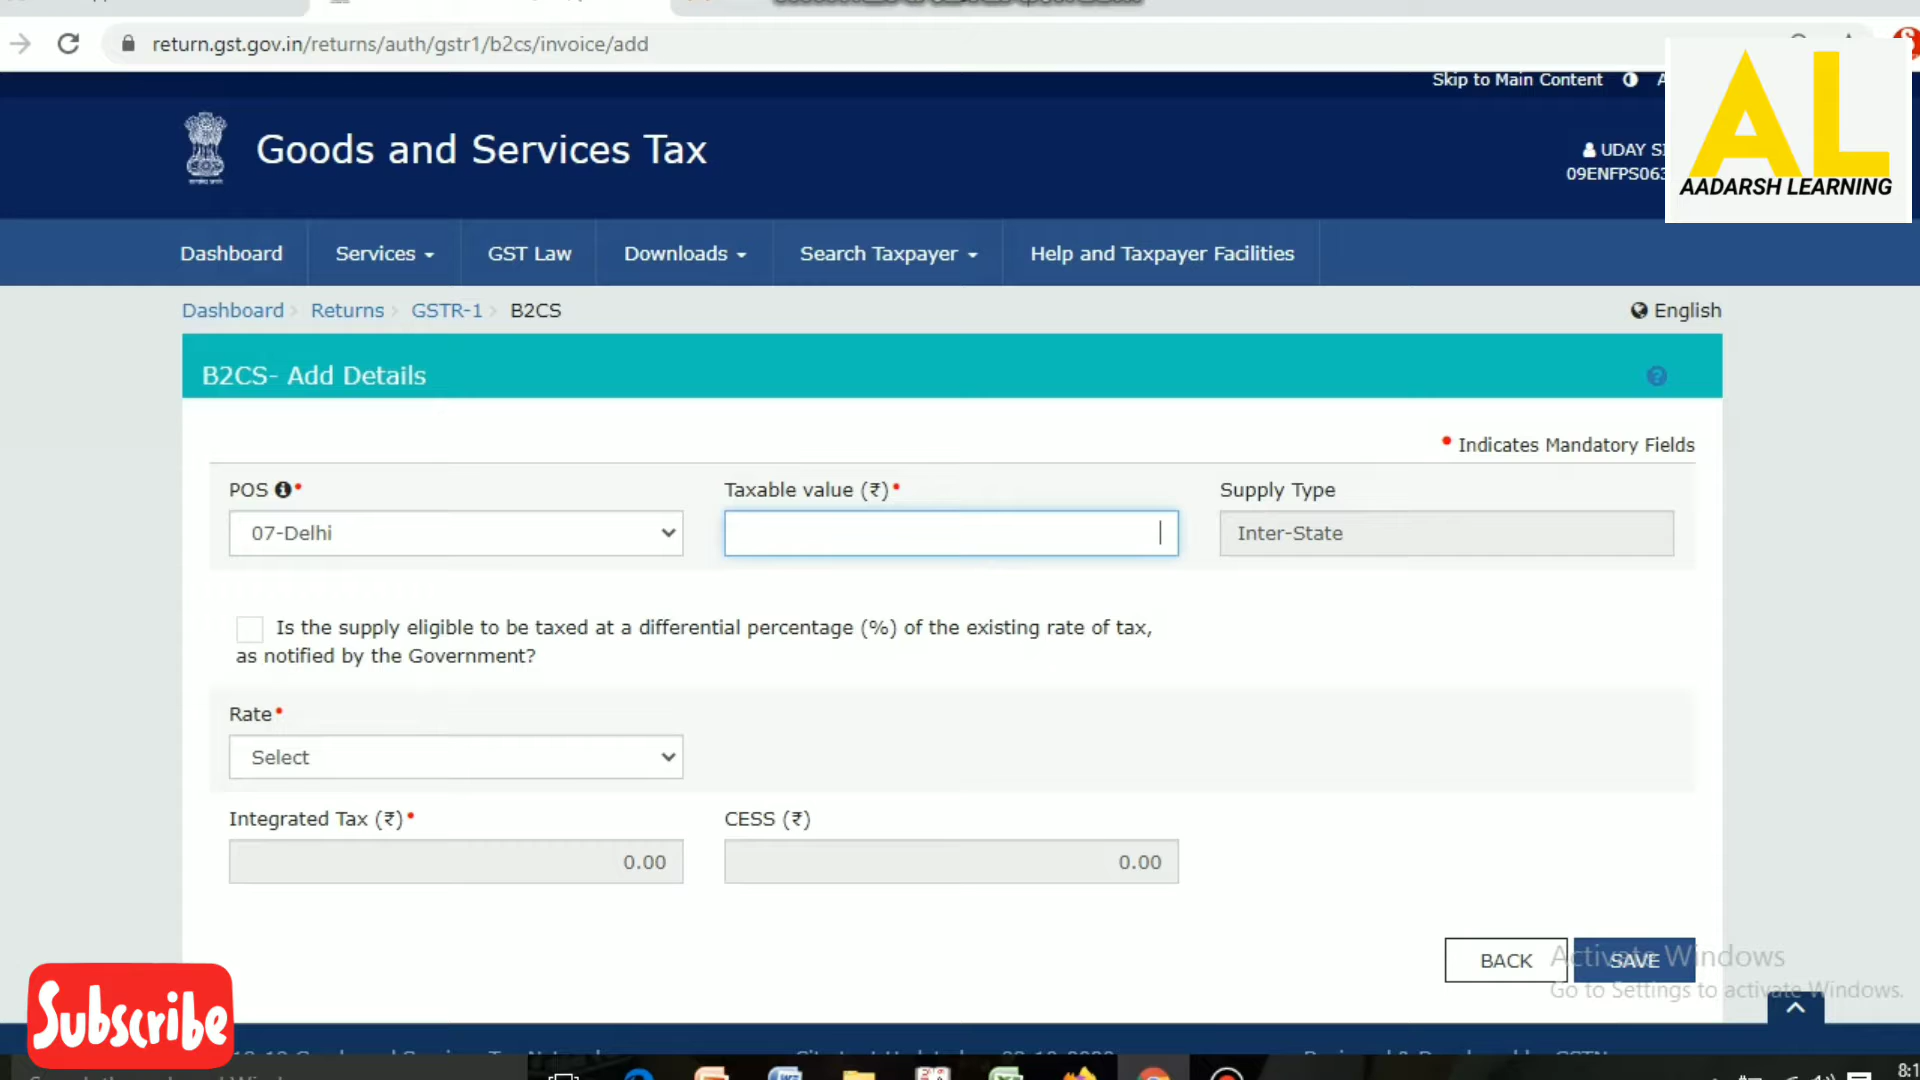 return.gst.gov.in/returns/auth/gstr1/b2cs/invoice/add
Skip to Main Content
AL
AADARSH LEARNING
Goods and Services Tax
UDAY
Dashboard
Services
GST Law
Downloads
Search Taxpayer
Help and Taxpayer Facilities
Dashboard > Returns > GSTR-1 > B2CS
English
B2CS- Add Details
?
• Indicates Mandatory Fields
POS •
Taxable value (₹)•
Supply Type
07-Delhi
Inter-State
Is the supply eligible to be taxed at a differential percentage (%) of the existing rate of tax,
as notified by the Government?
Rate•
Select
Integrated Tax (₹)•
CESS (₹)
0.00
0.00
BACK
SAVE
Activate Windows
Go to Settings to activate Windows.
Subscribe